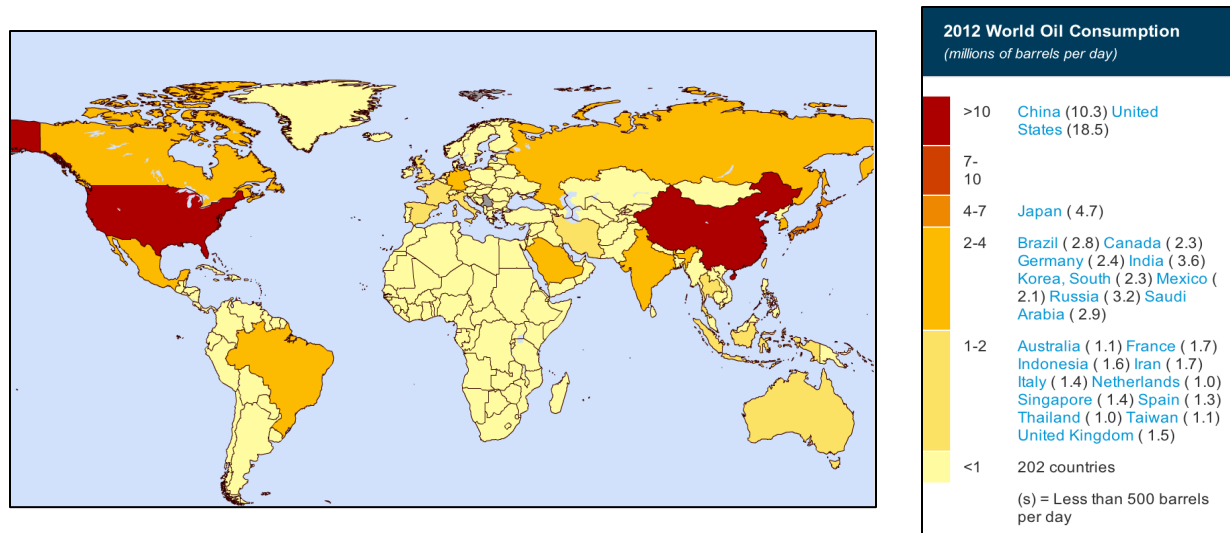 2012 World Oil Consumption
(millions of barrels per day)
>10 China (10.3) United
States (18.5)
7-
10
4-7 Japan ( 4.7)
2-4 Brazil ( 2.8) Canada ( 2.3)
Germany ( 2.4) India ( 3.6)
Korea, South ( 2.3) Mexico (
2.1) Russia ( 3.2) Saudi
Arabia ( 2.9)
1-2 Australia ( 1.1) France ( 1.7)
Indonesia ( 1.6) Iran ( 1.7)
Italy ( 1.4) Netherlands ( 1.0)
Singapore ( 1.4) Spain ( 1.3)
Thailand ( 1.0) Taiwan ( 1.1)
United Kingdom ( 1.5)
<1 202 countries
(s) = Less than 500 barrels
per day